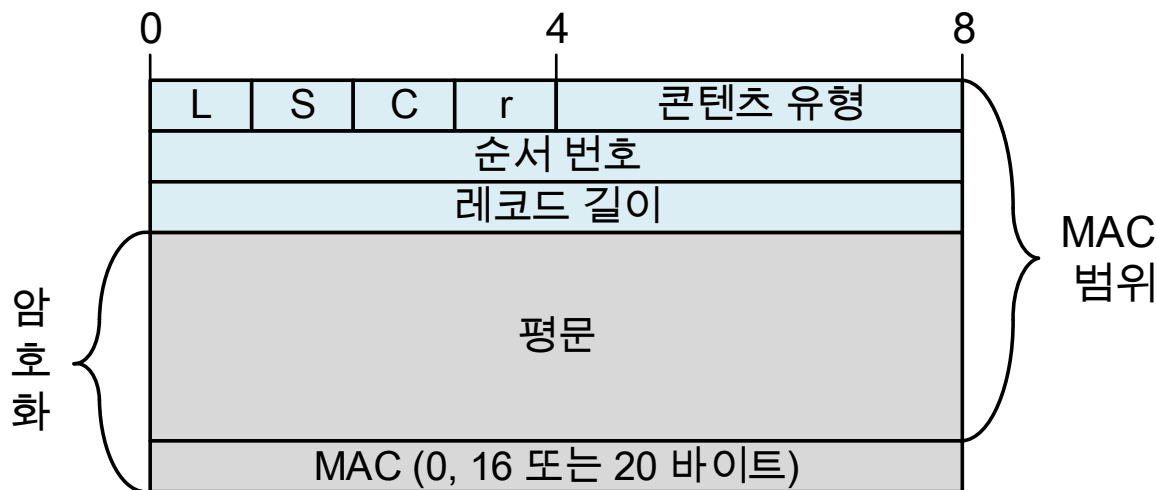 0 4 8
L S C r 콘텐츠 유형
순서 번호
레코드 길이
MAC
범위
암
호
화
평문
MAC (0, 16 또는 20 바이트)